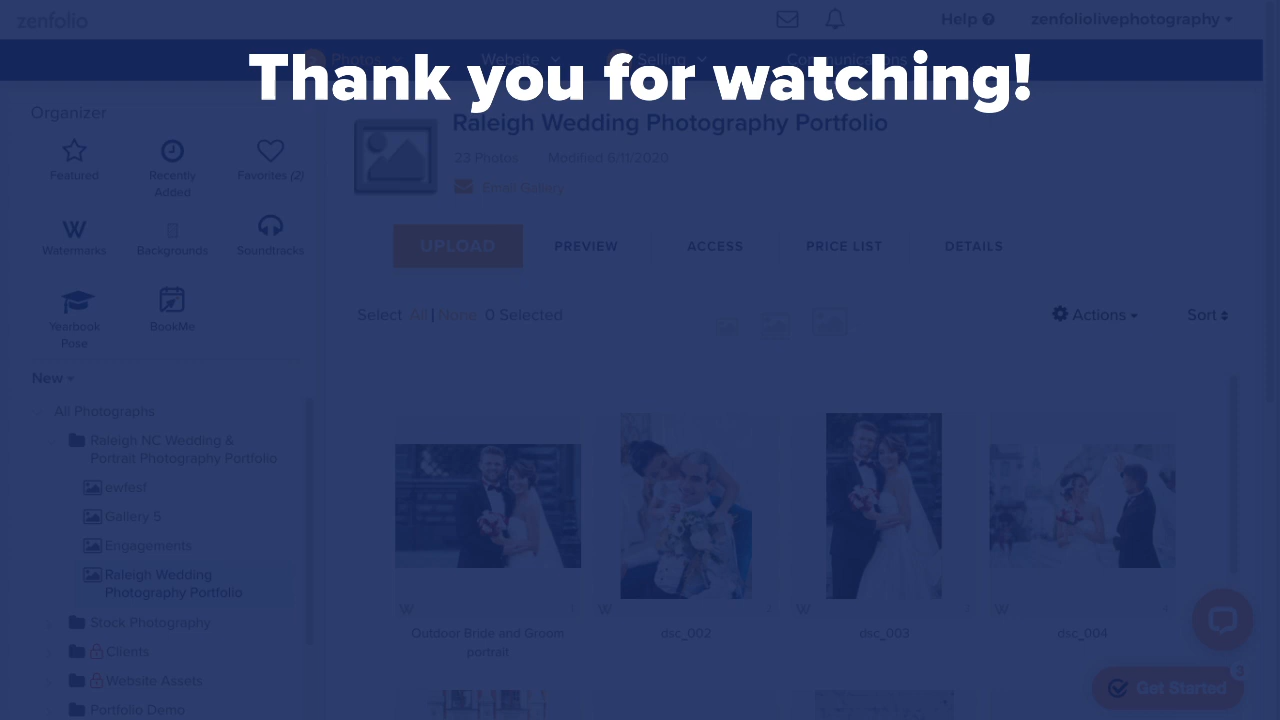 zenfolio
Help
zenfoliolivephotography
Photos
Website
Selling
Communications
Thank you for watching!
Organizer
Featured
Recently
Added
Favorites (2)
Watermarks
Backgrounds
Soundtracks
Yearbook
Pose
BookMe
New
All Photographs
Raleigh NC Wedding &
Portrait Photography Portfolio
ewfesf
Gallery 5
Engagements
Raleigh Wedding
Photography Portfolio
Stock Photography
Clients
Website Assets
Portfolio Demo
Raleigh Wedding Photography Portfolio
23 Photos Modified 6/11/2020
Email Gallery
UPLOAD PREVIEW ACCESS PRICE LIST DETAILS
Select All | None 0 Selected
Actions Sort
Outdoor Bride and Groom
portrait
dsc_002
dsc_003
dsc_004
Get Started
3